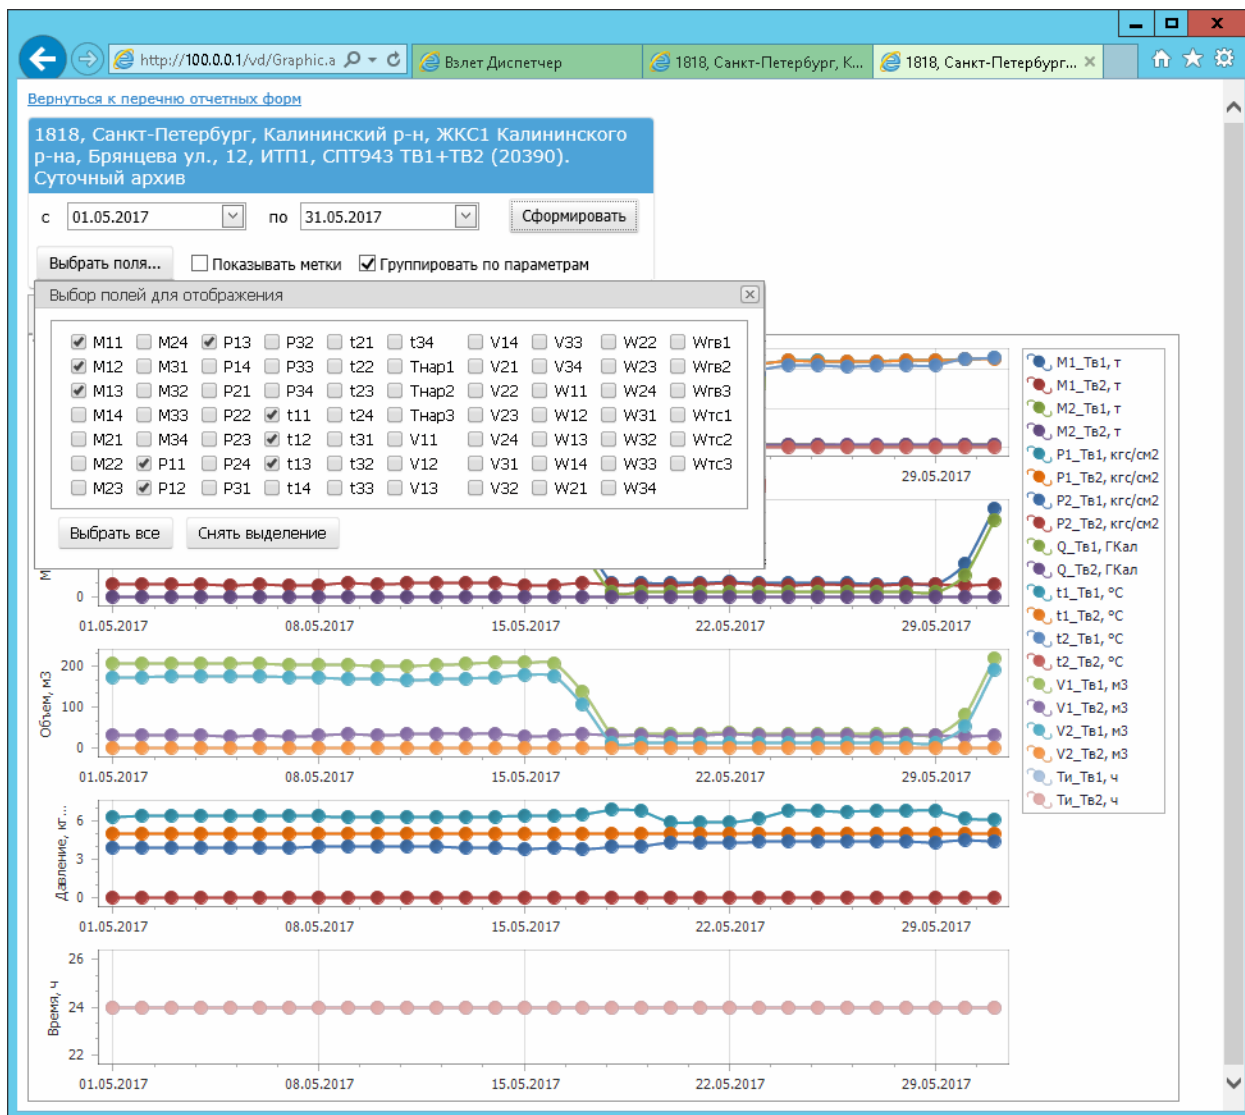 http://100.0.0.1/vd/Graphic.a
Взлет Диспетчер
1818, Санкт-Петербург, К...
1818, Санкт-Петербург...
Вернуться к перечню отчетных форм
1818, Санкт-Петербург, Калининский р-н, ЖКС1 Калининского
р-на, Брянцева ул., 12, ИТП1, СПТ943 ТВ1+ТВ2 (20390).
Суточный архив
с 01.05.2017 по 31.05.2017 Сформировать
Выбрать поля... Показывать метки Группировать по параметрам
Выбор полей для отображения
M11 M24 P13 P32 t21 t34 V14 V33 W22 Wгв1
M12 M31 P14 P33 t22 Tнар1 V21 V34 W23 Wгв2
M13 M32 P21 P34 t23 Tнар2 V22 W11 W24 Wгв3
M14 M33 P22 t11 t24 Tнар3 V23 W12 W31 Wтс1
M21 M34 P23 t12 t31 V11 V24 W13 W32 Wтс2
M22 P11 P24 t13 t32 V12 V31 W14 W33 Wтс3
M23 P12 P31 t14 t33 V13 V32 W21 W34
Выбрать все Снять выделение
29.05.2017
0
01.05.2017 08.05.2017 15.05.2017 22.05.2017 29.05.2017
Объем, м3
200
100
0
01.05.2017 08.05.2017 15.05.2017 22.05.2017 29.05.2017
Давление, кг...
6
3
0
01.05.2017 08.05.2017 15.05.2017 22.05.2017 29.05.2017
Время, ч
26
24
22
01.05.2017 08.05.2017 15.05.2017 22.05.2017 29.05.2017
M1_Тв1, т
M1_Тв2, т
M2_Тв1, т
M2_Тв2, т
P1_Тв1, кгс/см2
P1_Тв2, кгс/см2
P2_Тв1, кгс/см2
P2_Тв2, кгс/см2
Q_Тв1, ГКал
Q_Тв2, ГКал
t1_Тв1, °C
t1_Тв2, °C
t2_Тв1, °C
t2_Тв2, °C
V1_Тв1, м3
V1_Тв2, м3
V2_Тв1, м3
V2_Тв2, м3
Ти_Тв1, ч
Ти_Тв2, ч